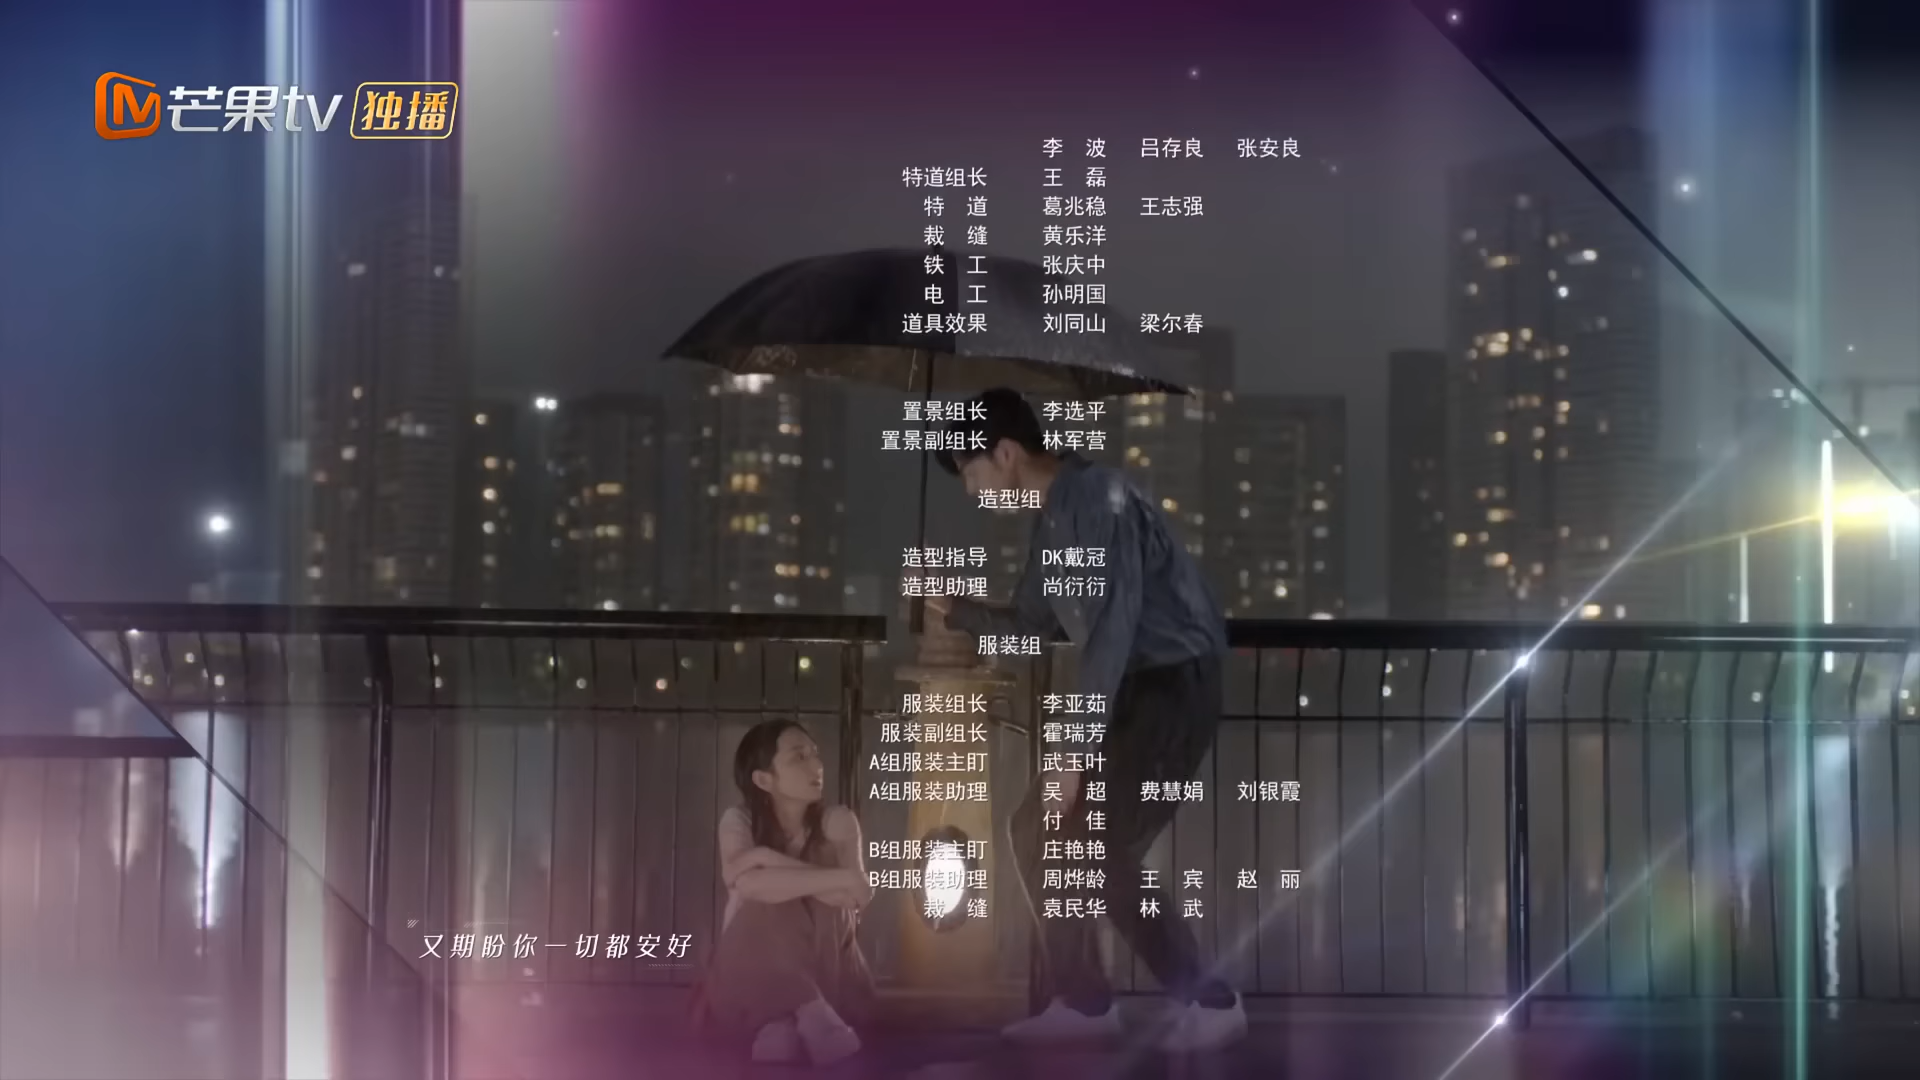 芒果tv 独播
李 波 吕存良 张安良
特道组长 王 磊
特 道 葛兆稳 王志强
裁 缝 黄乐洋
铁 工 张庆中
电 工 孙明国
道具效果 刘同山 梁尔春
置景组长 李选平
置景副组长 林军营
造型组
造型指导 DK戴冠
造型助理 尚衍衍
服装组
服装组长 李亚茹
服装副组长 霍瑞芳
A组服装主盯 武玉叶
A组服装助理 吴 超 费慧娟 刘银霞
付 佳
B组服装主盯 庄艳艳
B组服装助理 周烨龄 王 宾 赵 丽
裁 缝 袁民华 林 武
又期盼你一切都安好